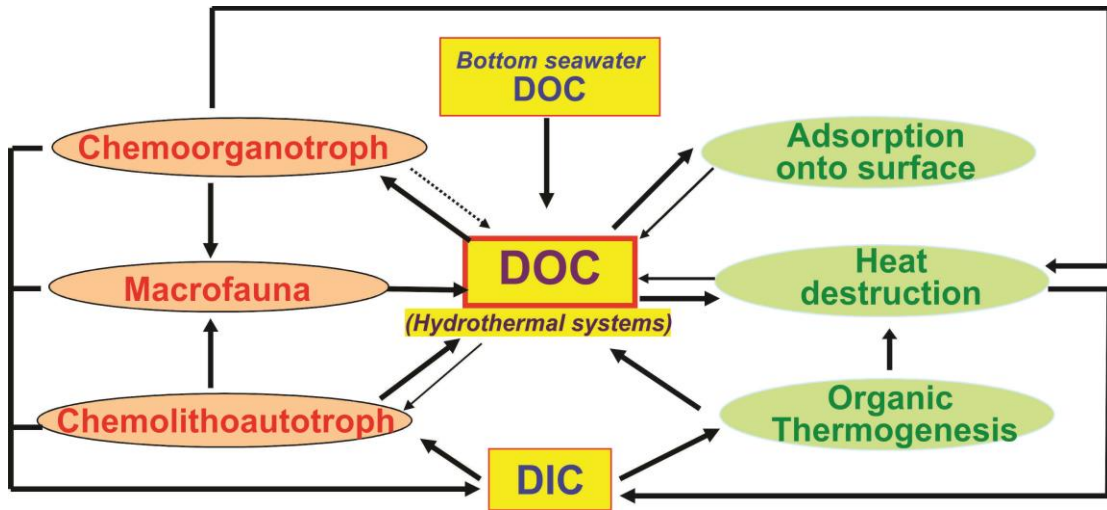 Bottom seawater
DOC
Chemoorganotroph
Adsorption
onto surface
DOC
(Hydrothermal systems)
Macrofauna
Heat
destruction
Chemolithoautotroph
Organic
Thermogenesis
DIC